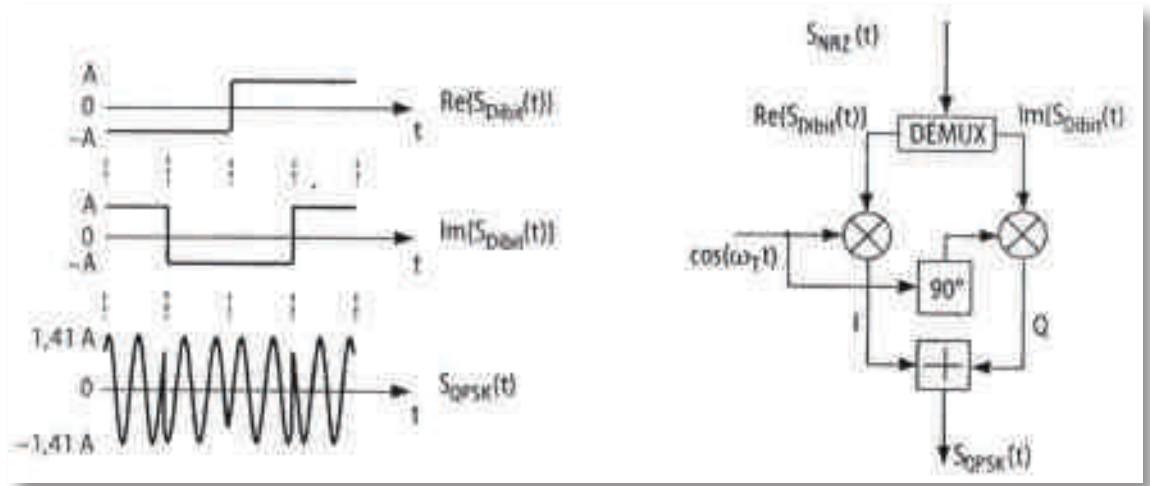 A
0
-A
Re{S_Dibit(t)}
t
A
0
-A
Im{S_Dibit(t)}
t
1,41 A
0
-1,41 A
S_QPSK(t)
t
S_NRZ(t)
Re{S_Dibit(t)}
DEMUX
Im{S_Dibit(t)
cos(ω_T t)
90°
I
Q
+
S_QPSK(t)